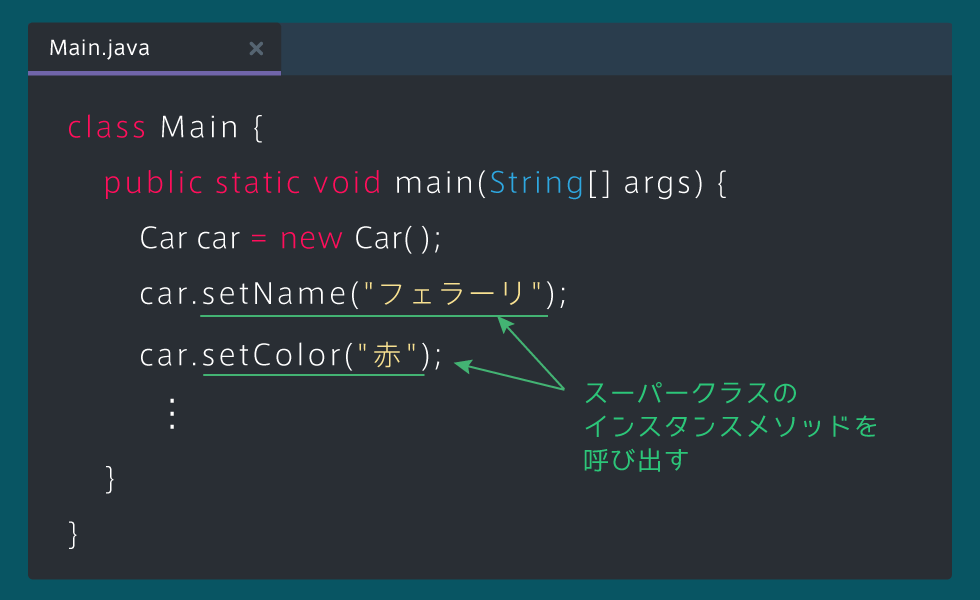 Main.java ×
class Main {
public static void main(String[] args) {
Car car = new Car( );
car.setName("フェラーリ");
car.setColor("赤");
⋮
スーパークラスの
インスタンスメソッドを
呼び出す
}
}